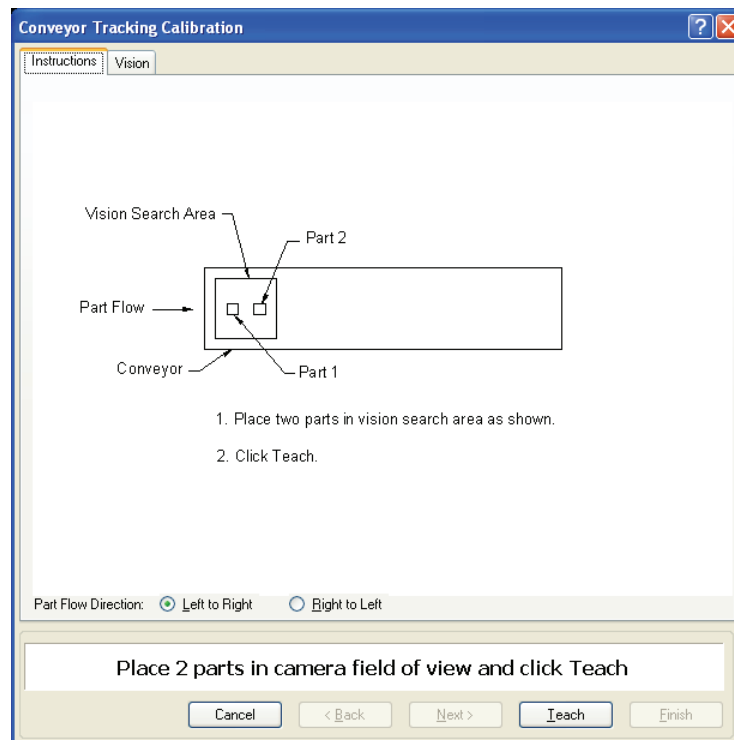 Conveyor Tracking Calibration
Instructions Vision
Vision Search Area
Part 2
Part Flow
Conveyor
Part 1
1. Place two parts in vision search area as shown.
2. Click Teach.
Part Flow Direction: Left to Right Right to Left
Place 2 parts in camera field of view and click Teach
Cancel < Back Next > Teach Finish